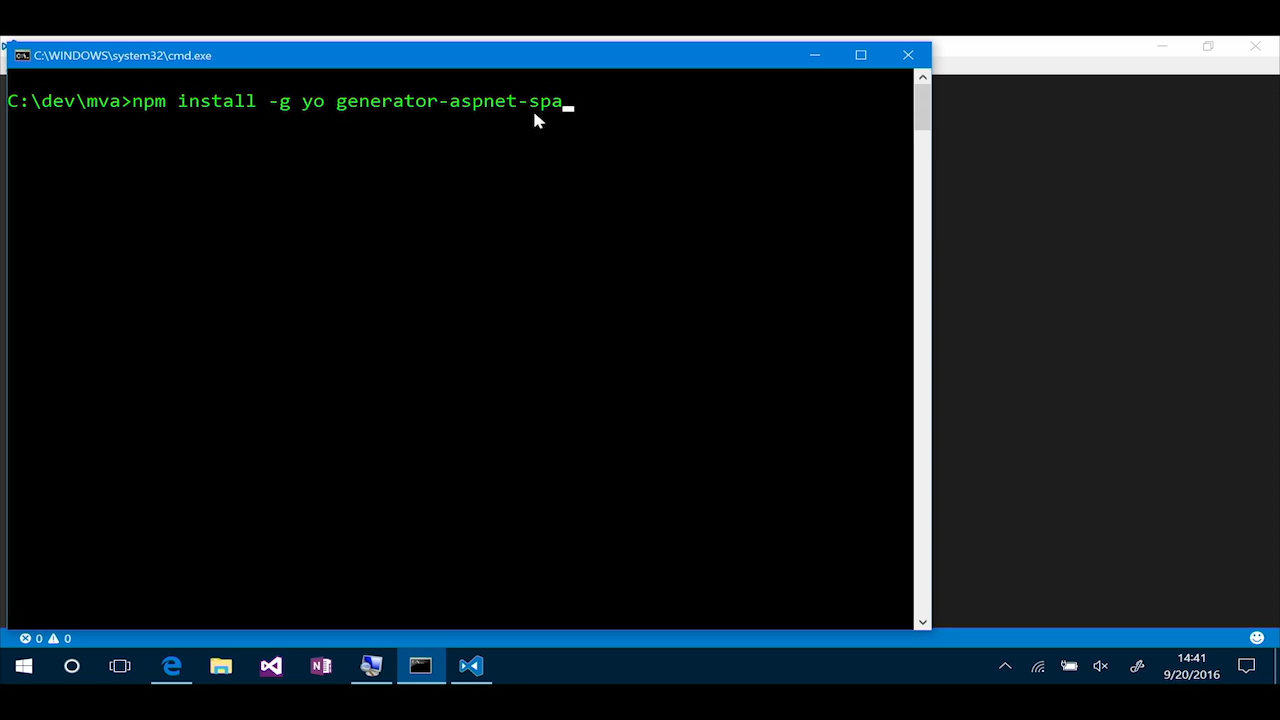 C:\WINDOWS\system32\cmd.exe
C:\dev\mva>npm install -g yo generator-aspnet-spa
0 0
14:41
9/20/2016